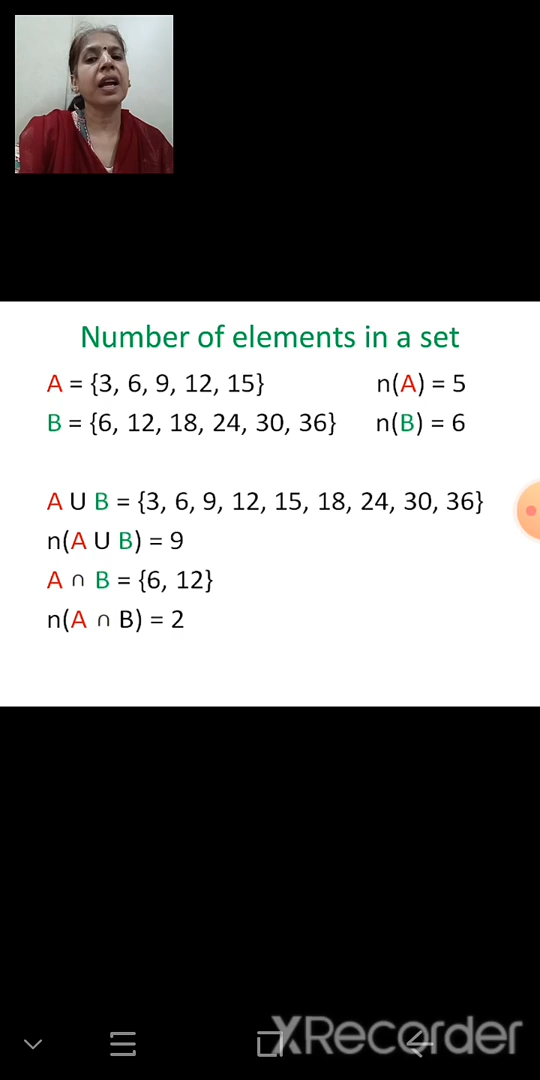 Number of elements in a set
A = {3, 6, 9, 12, 15} n(A) = 5
B = {6, 12, 18, 24, 30, 36} n(B) = 6
A U B = {3, 6, 9, 12, 15, 18, 24, 30, 36}
n(A U B) = 9
A ∩ B = {6, 12}
n(A ∩ B) = 2
XRecorder